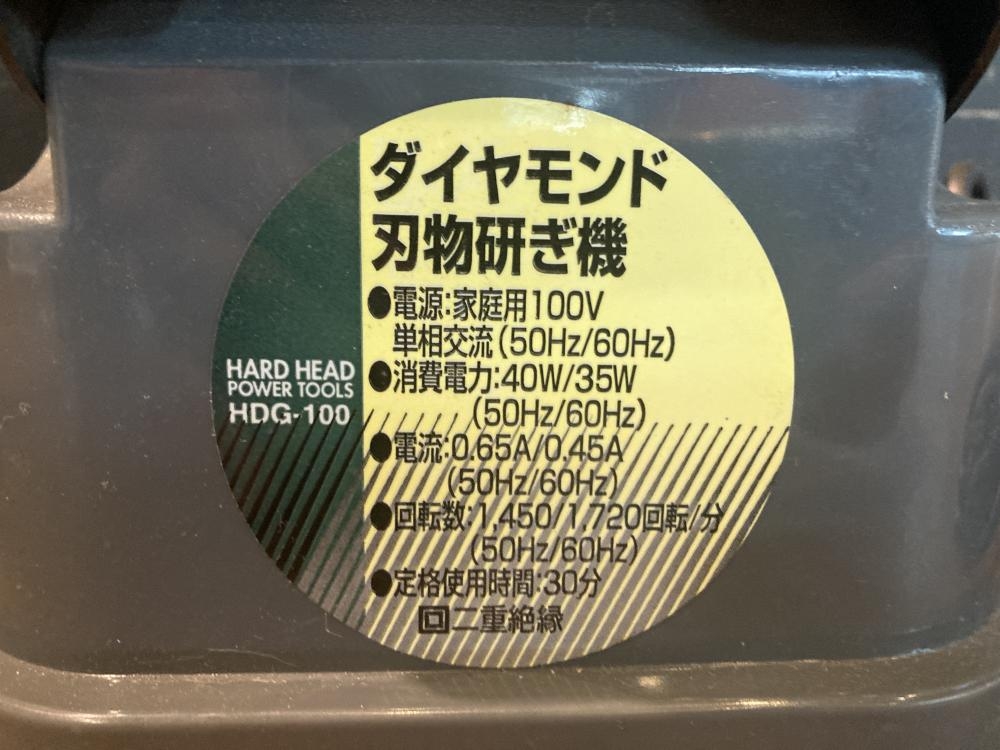 ダイヤモンド
刃物研ぎ機
●電源:家庭用100V
単相交流(50Hz/60Hz)
●消費電力:40W/35W
(50Hz/60Hz)
●電流:0.65A/0.45A
(50Hz/60Hz)
●回転数:1,450/1,720回転/分
(50Hz/60Hz)
●定格使用時間:30分
回二重絶縁
HARD HEAD
POWER TOOLS
HDG-100